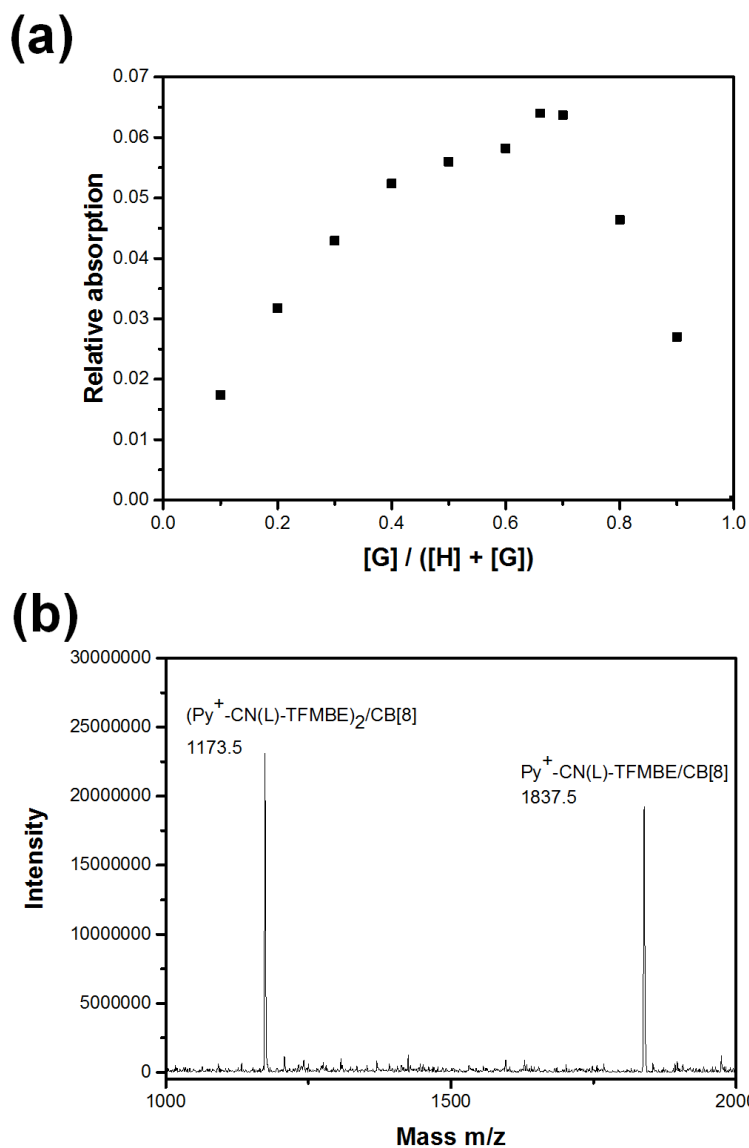 (a)
0.07
0.06
0.05
0.04
0.03
0.02
0.01
0.00
Relative absorption
0.0 0.2 0.4 0.6 0.8 1.0
[G] / ([H] + [G])
(b)
30000000
25000000
20000000
15000000
10000000
5000000
0
Intensity
(Py⁺-CN(L)-TFMBE)₂/CB[8]
1173.5
Py⁺-CN(L)-TFMBE/CB[8]
1837.5
1000 1500 2000
Mass m/z